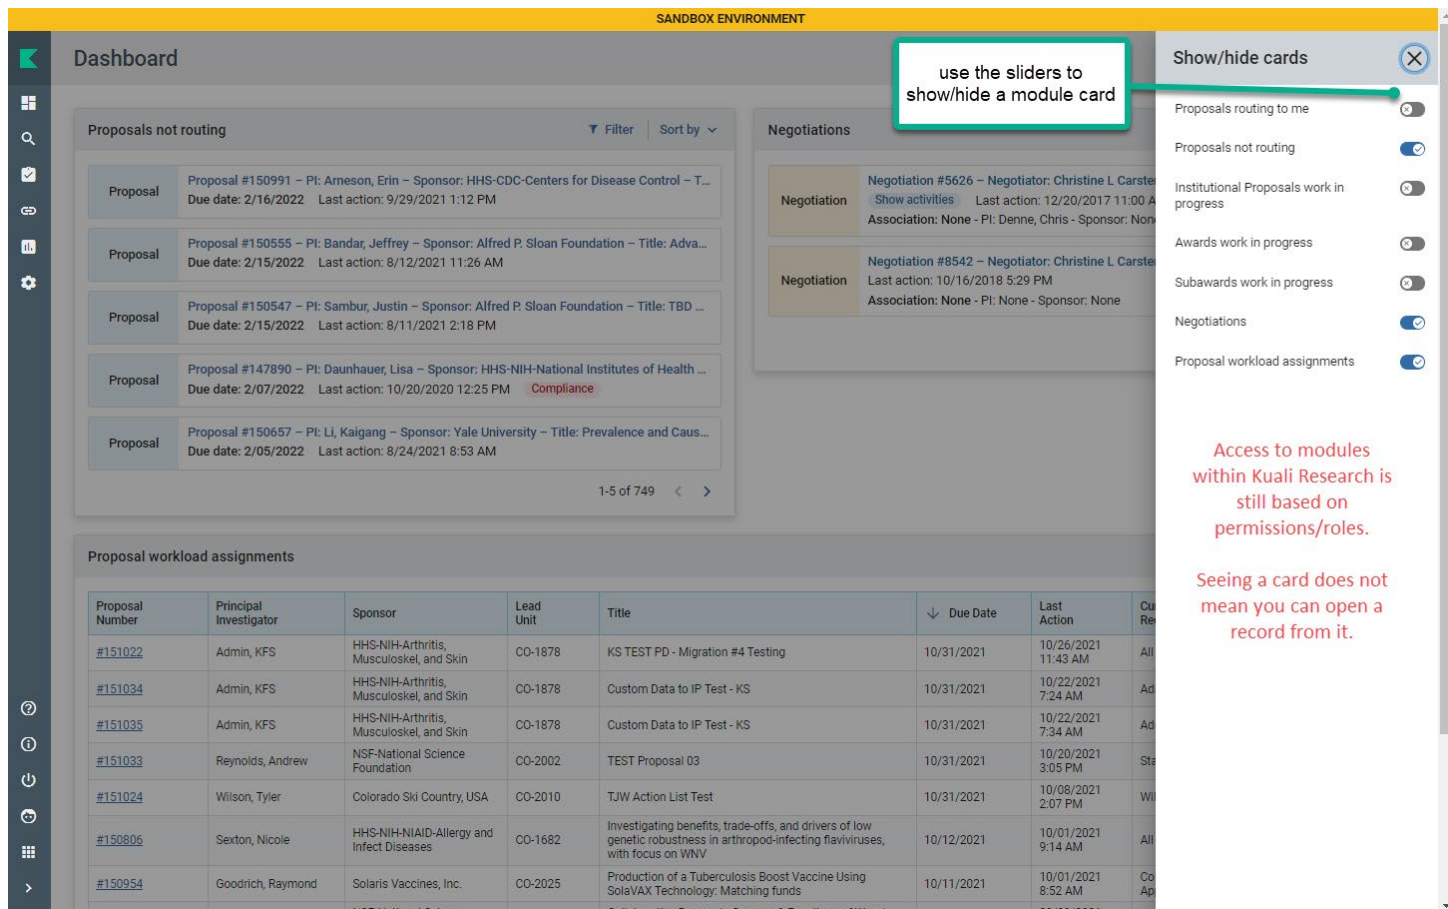 SANDBOX ENVIRONMENT
Dashboard
use the sliders to
show/hide a module card
Show/hide cards
Proposals routing to me
Proposals not routing
Institutional Proposals work in
progress
Awards work in progress
Subawards work in progress
Negotiations
Proposal workload assignments
Access to modules
within Kuali Research is
still based on
permissions/roles.
Seeing a card does not
mean you can open a
record from it.
Proposals not routing Filter Sort by
Proposal
Proposal #150991 – PI: Arneson, Erin – Sponsor: HHS-CDC-Centers for Disease Control – T...
Due date: 2/16/2022 Last action: 9/29/2021 1:12 PM
Proposal
Proposal #150555 – PI: Bandar, Jeffrey – Sponsor: Alfred P. Sloan Foundation – Title: Adva...
Due date: 2/15/2022 Last action: 8/12/2021 11:26 AM
Proposal
Proposal #150547 – PI: Sambur, Justin – Sponsor: Alfred P. Sloan Foundation – Title: TBD ...
Due date: 2/15/2022 Last action: 8/11/2021 2:18 PM
Proposal
Proposal #147890 – PI: Daunhauer, Lisa – Sponsor: HHS-NIH-National Institutes of Health ...
Due date: 2/07/2022 Last action: 10/20/2020 12:25 PM Compliance
Proposal
Proposal #150657 – PI: Li, Kaigang – Sponsor: Yale University – Title: Prevalence and Caus...
Due date: 2/05/2022 Last action: 8/24/2021 8:53 AM
1-5 of 749
Negotiations
Negotiation
Negotiation #5626 – Negotiator: Christine L Carste
Show activities Last action: 12/20/2017 11:00 A
Association: None - PI: Denne, Chris - Sponsor: Non
Negotiation
Negotiation #8542 – Negotiator: Christine L Carste
Last action: 10/16/2018 5:29 PM
Association: None - PI: None - Sponsor: None
Proposal workload assignments
Proposal
Number
Principal
Investigator
Sponsor
Lead
Unit
Title
Due Date
Last
Action
Cu
Re
#151022
Admin, KFS
HHS-NIH-Arthritis,
Musculoskel, and Skin
CO-1878
KS TEST PD - Migration #4 Testing
10/31/2021
10/26/2021
11:43 AM
All
#151034
Admin, KFS
HHS-NIH-Arthritis,
Musculoskel, and Skin
CO-1878
Custom Data to IP Test - KS
10/31/2021
10/22/2021
7:24 AM
Ad
#151035
Admin, KFS
HHS-NIH-Arthritis,
Musculoskel, and Skin
CO-1878
Custom Data to IP Test - KS
10/31/2021
10/22/2021
7:34 AM
Ad
#151033
Reynolds, Andrew
NSF-National Science
Foundation
CO-2002
TEST Proposal 03
10/31/2021
10/20/2021
3:05 PM
Sta
#151024
Wilson, Tyler
Colorado Ski Country, USA
CO-2010
TJW Action List Test
10/31/2021
10/08/2021
2:07 PM
Wil
#150806
Sexton, Nicole
HHS-NIH-NIAID-Allergy and
Infect Diseases
CO-1682
Investigating benefits, trade-offs, and drivers of low
genetic robustness in arthropod-infecting flaviviruses,
with focus on WNV
10/12/2021
10/01/2021
9:14 AM
All
#150954
Goodrich, Raymond
Solaris Vaccines, Inc.
CO-2025
Production of a Tuberculosis Boost Vaccine Using
SolaVAX Technology: Matching funds
10/11/2021
10/01/2021
8:52 AM
Co
Ap